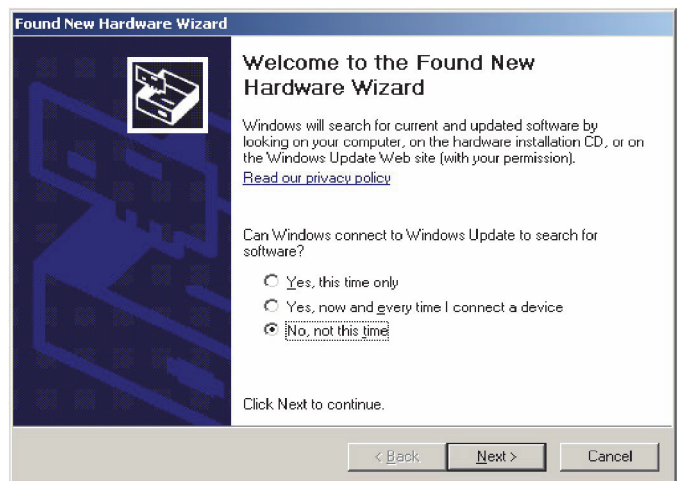 Found New Hardware Wizard
Welcome to the Found New
Hardware Wizard
Windows will search for current and updated software by
looking on your computer, on the hardware installation CD, or on
the Windows Update Web site (with your permission).
Read our privacy policy
Can Windows connect to Windows Update to search for
software?
Yes, this time only
Yes, now and every time I connect a device
No, not this time
Click Next to continue.
< Back
Next >
Cancel